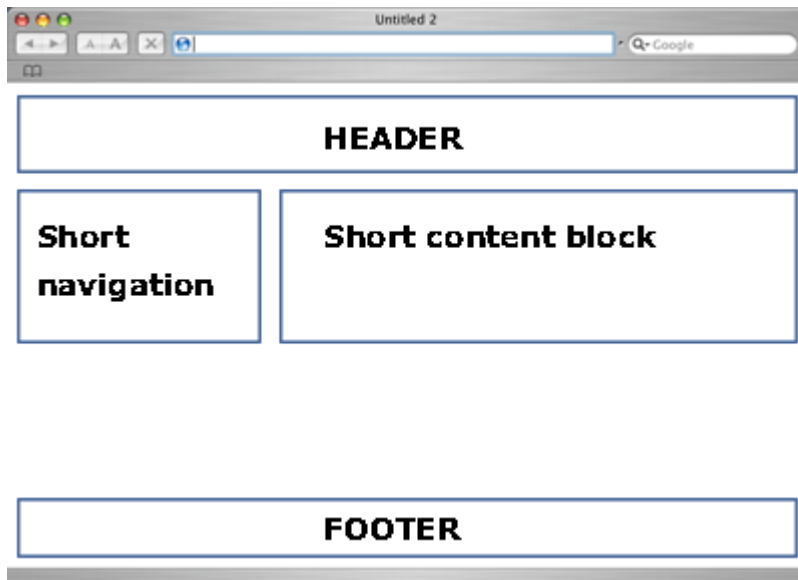 Untitled 2
A A
Google
HEADER
Short
navigation
Short content block
FOOTER